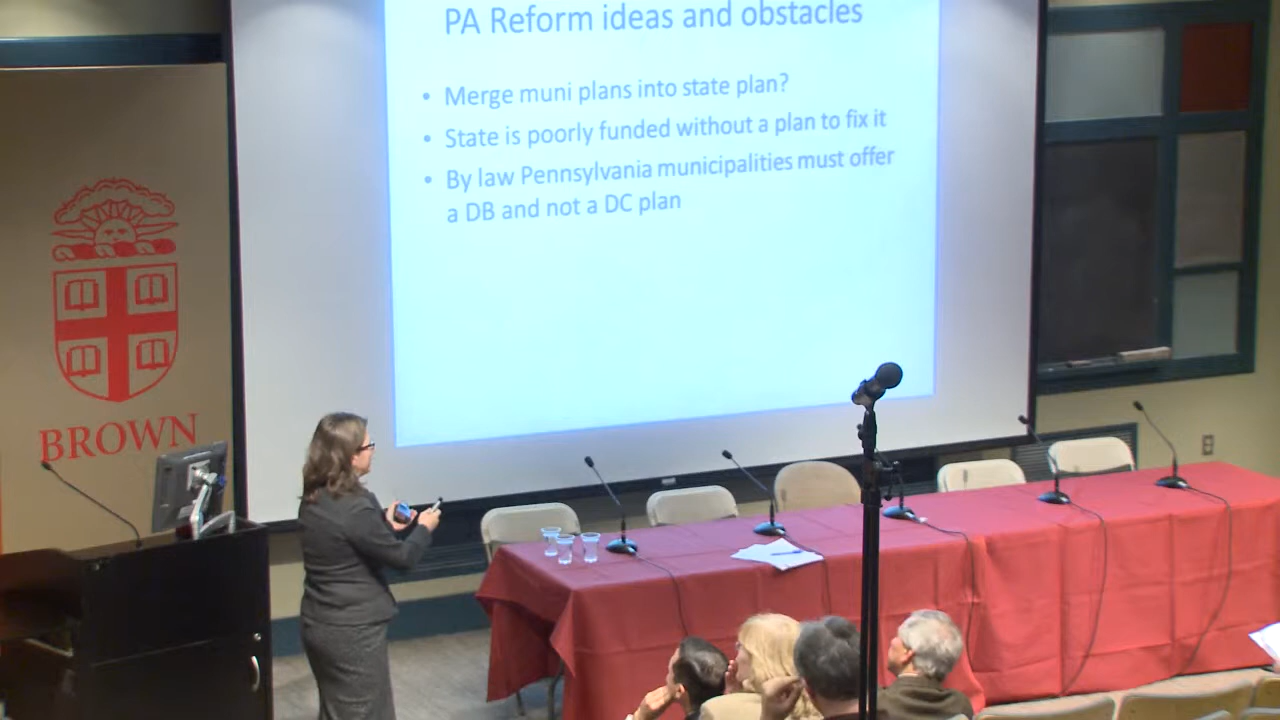 PA Reform ideas and obstacles
• Merge muni plans into state plan?
• State is poorly funded without a plan to fix it
• By law Pennsylvania municipalities must offer
a DB and not a DC plan
BROWN